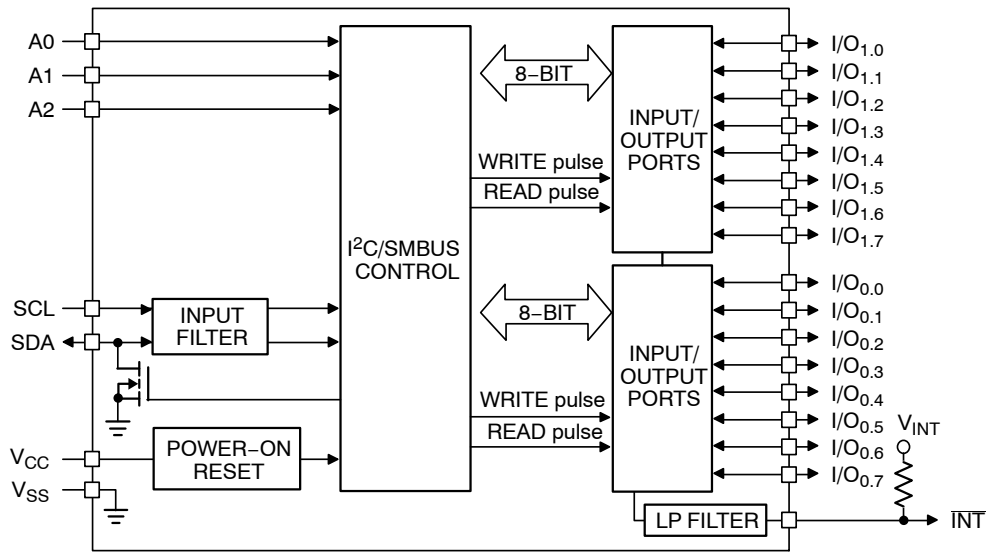 A0
A1
A2
SCL
SDA
VCC
VSS
INPUT
FILTER
POWER−ON
RESET
I2C/SMBUS
CONTROL
8−BIT
WRITE pulse
READ pulse
8−BIT
WRITE pulse
READ pulse
INPUT/
OUTPUT
PORTS
INPUT/
OUTPUT
PORTS
LP FILTER
I/O1.0
I/O1.1
I/O1.2
I/O1.3
I/O1.4
I/O1.5
I/O1.6
I/O1.7
I/O0.0
I/O0.1
I/O0.2
I/O0.3
I/O0.4
I/O0.5
I/O0.6
I/O0.7
VINT
INT